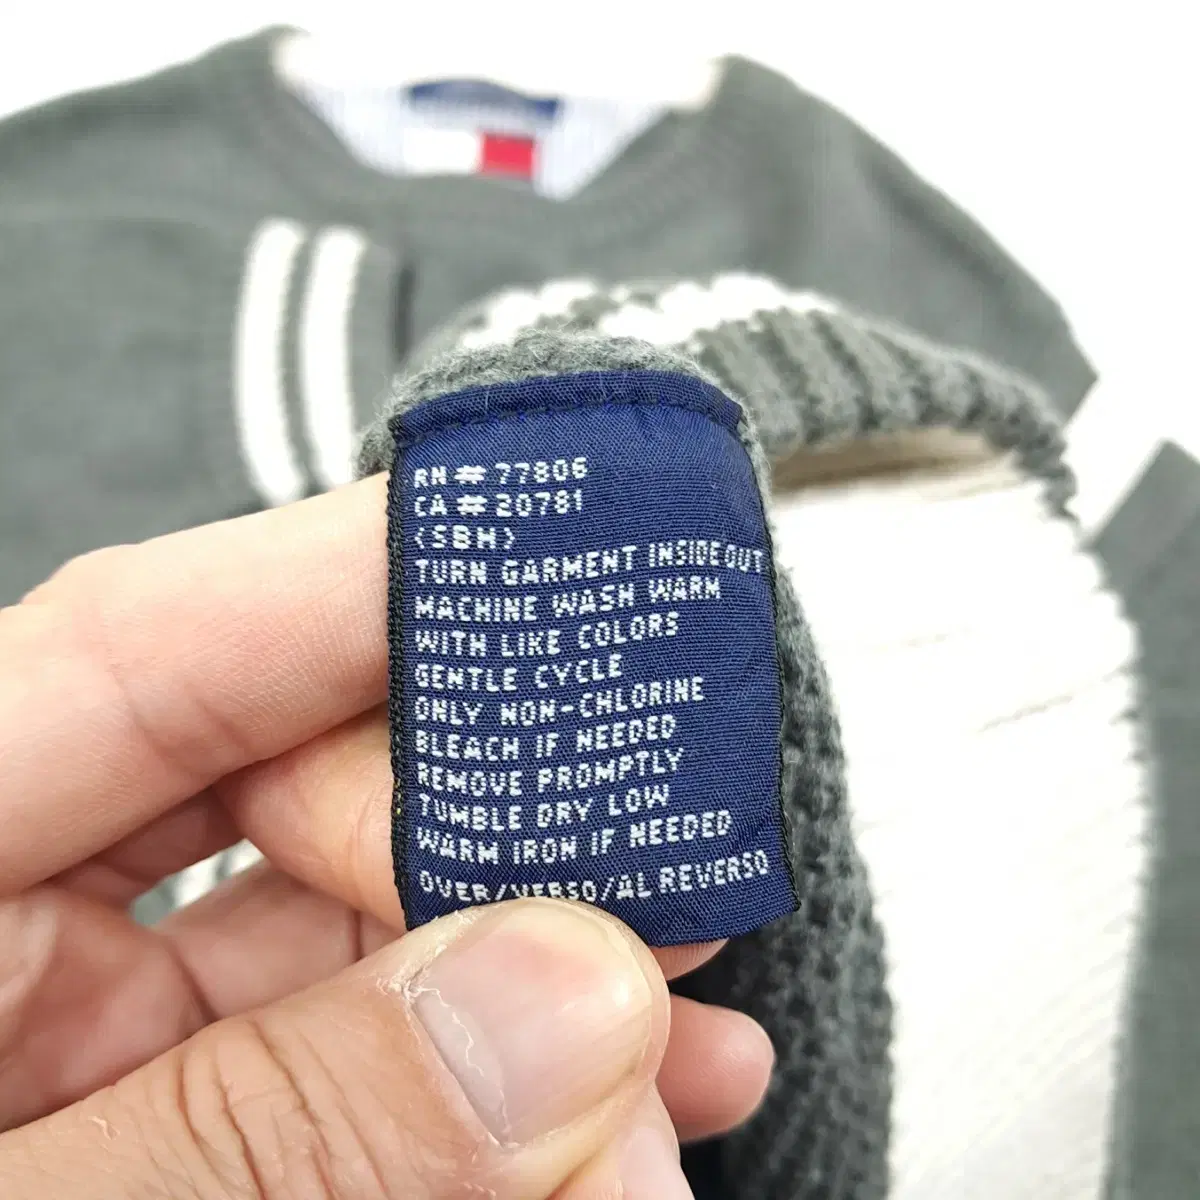 RN # 77806
CA # 20781
(SBH)
TURN GARMENT INSIDE OUT
MACHINE WASH WARM
WITH LIKE COLORS
GENTLE CYCLE
ONLY NON-CHLORINE
BLEACH IF NEEDED
REMOVE PROMPTLY
TUMBLE DRY LOW
WARM IRON IF NEEDED
OVER/VERSO/AL REVERSO